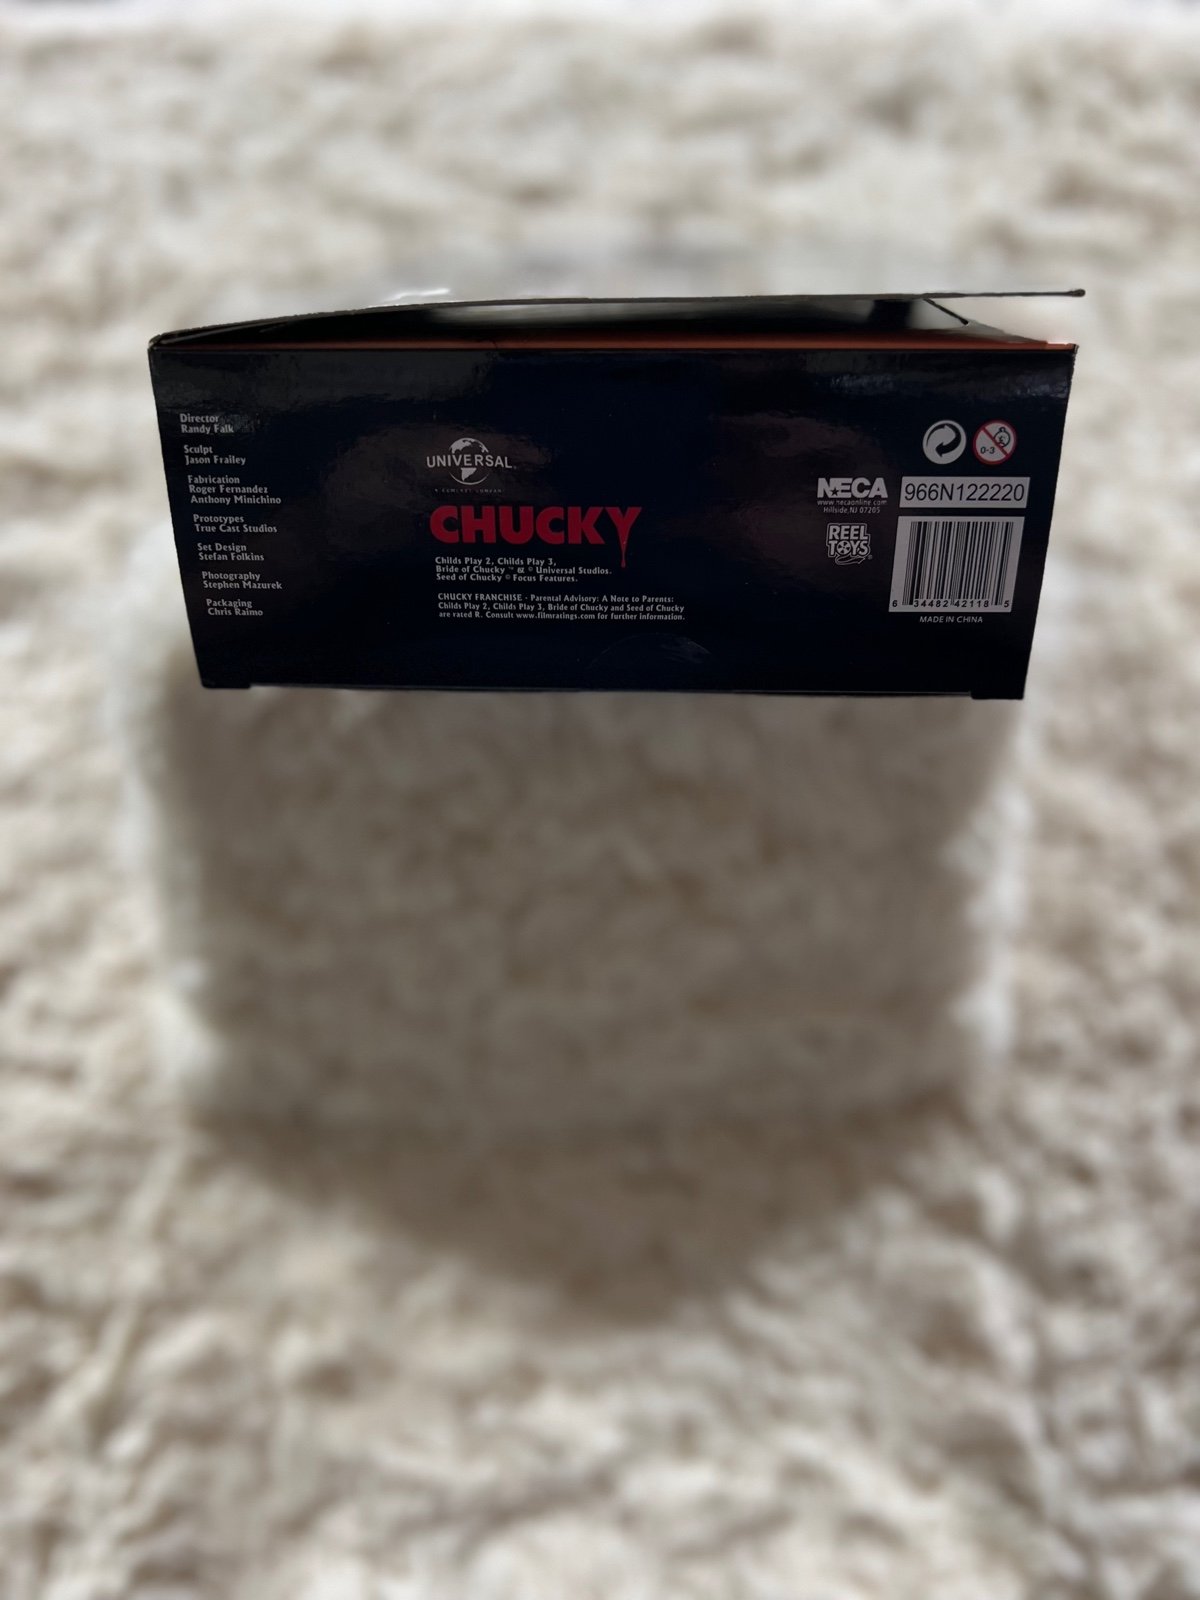 Director
Randy Falk
Sculpt
Jason Frailey
Fabrication
Roger Fernandez
Anthony Minichino
Prototypes
True Cast Studios
Set Design
Stefan Folkins
Photography
Stephen Mazurek
Packaging
Chris Raimo
UNIVERSAL
A COMCAST COMPANY
CHUCKY
Childs Play 2, Childs Play 3,
Bride of Chucky ™ & © Universal Studios.
Seed of Chucky © Focus Features.
CHUCKY FRANCHISE · Parental Advisory: A Note to Parents:
Childs Play 2, Childs Play 3, Bride of Chucky and Seed of Chucky
are rated R. Consult www.filmratings.com for further information.
NECA
www.necaonline.com
Hillside, NJ 07205
REEL
TOYS
0-3
966N122220
6 34482 42118 5
MADE IN CHINA